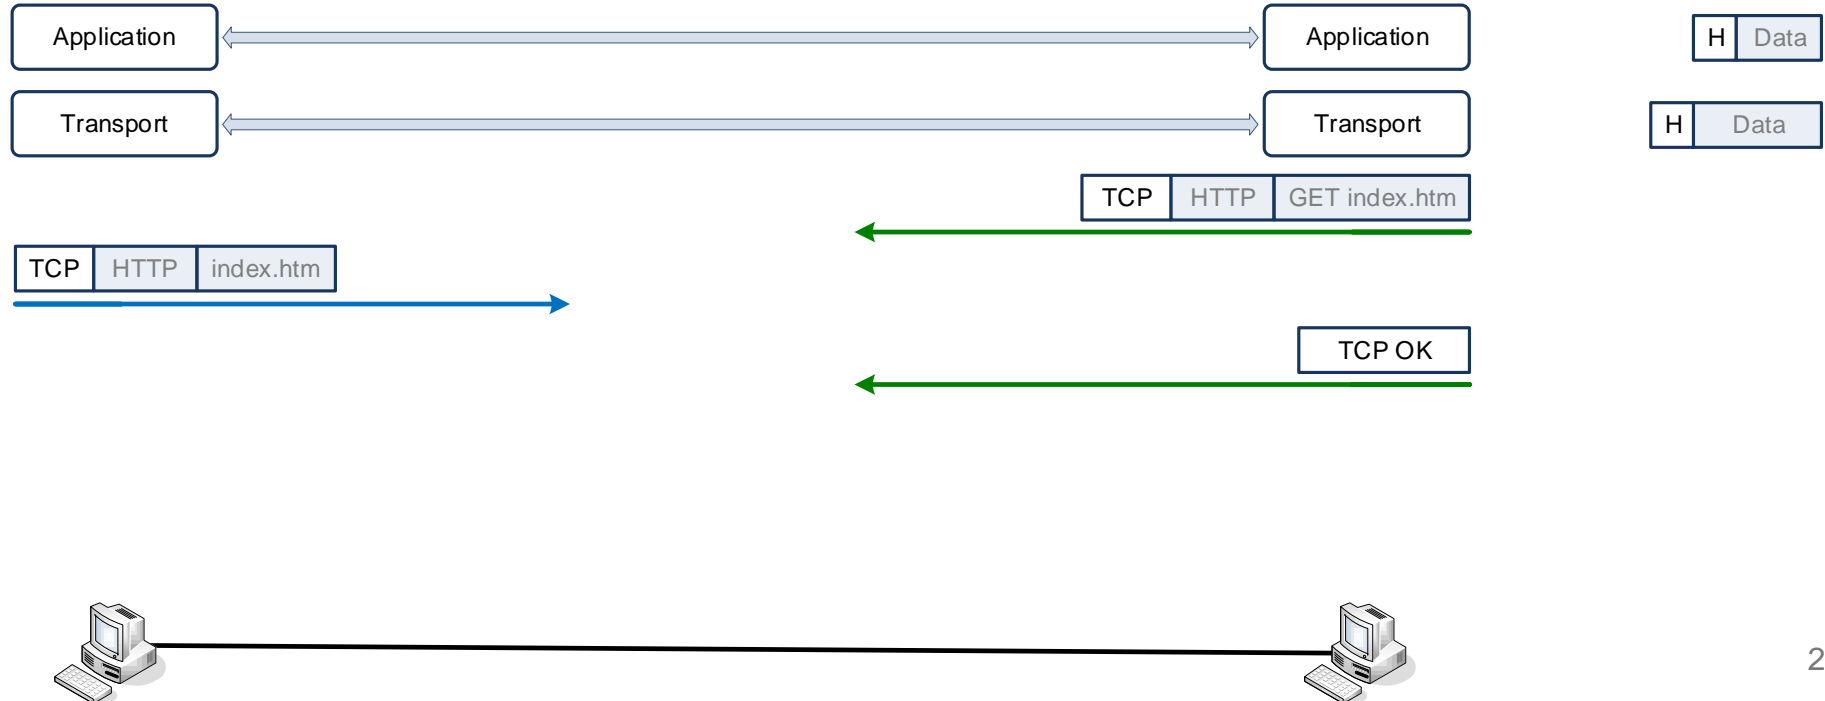 Application Application H Data
Transport Transport H Data
TCP HTTP GET index.htm
TCP HTTP index.htm
TCP OK
2